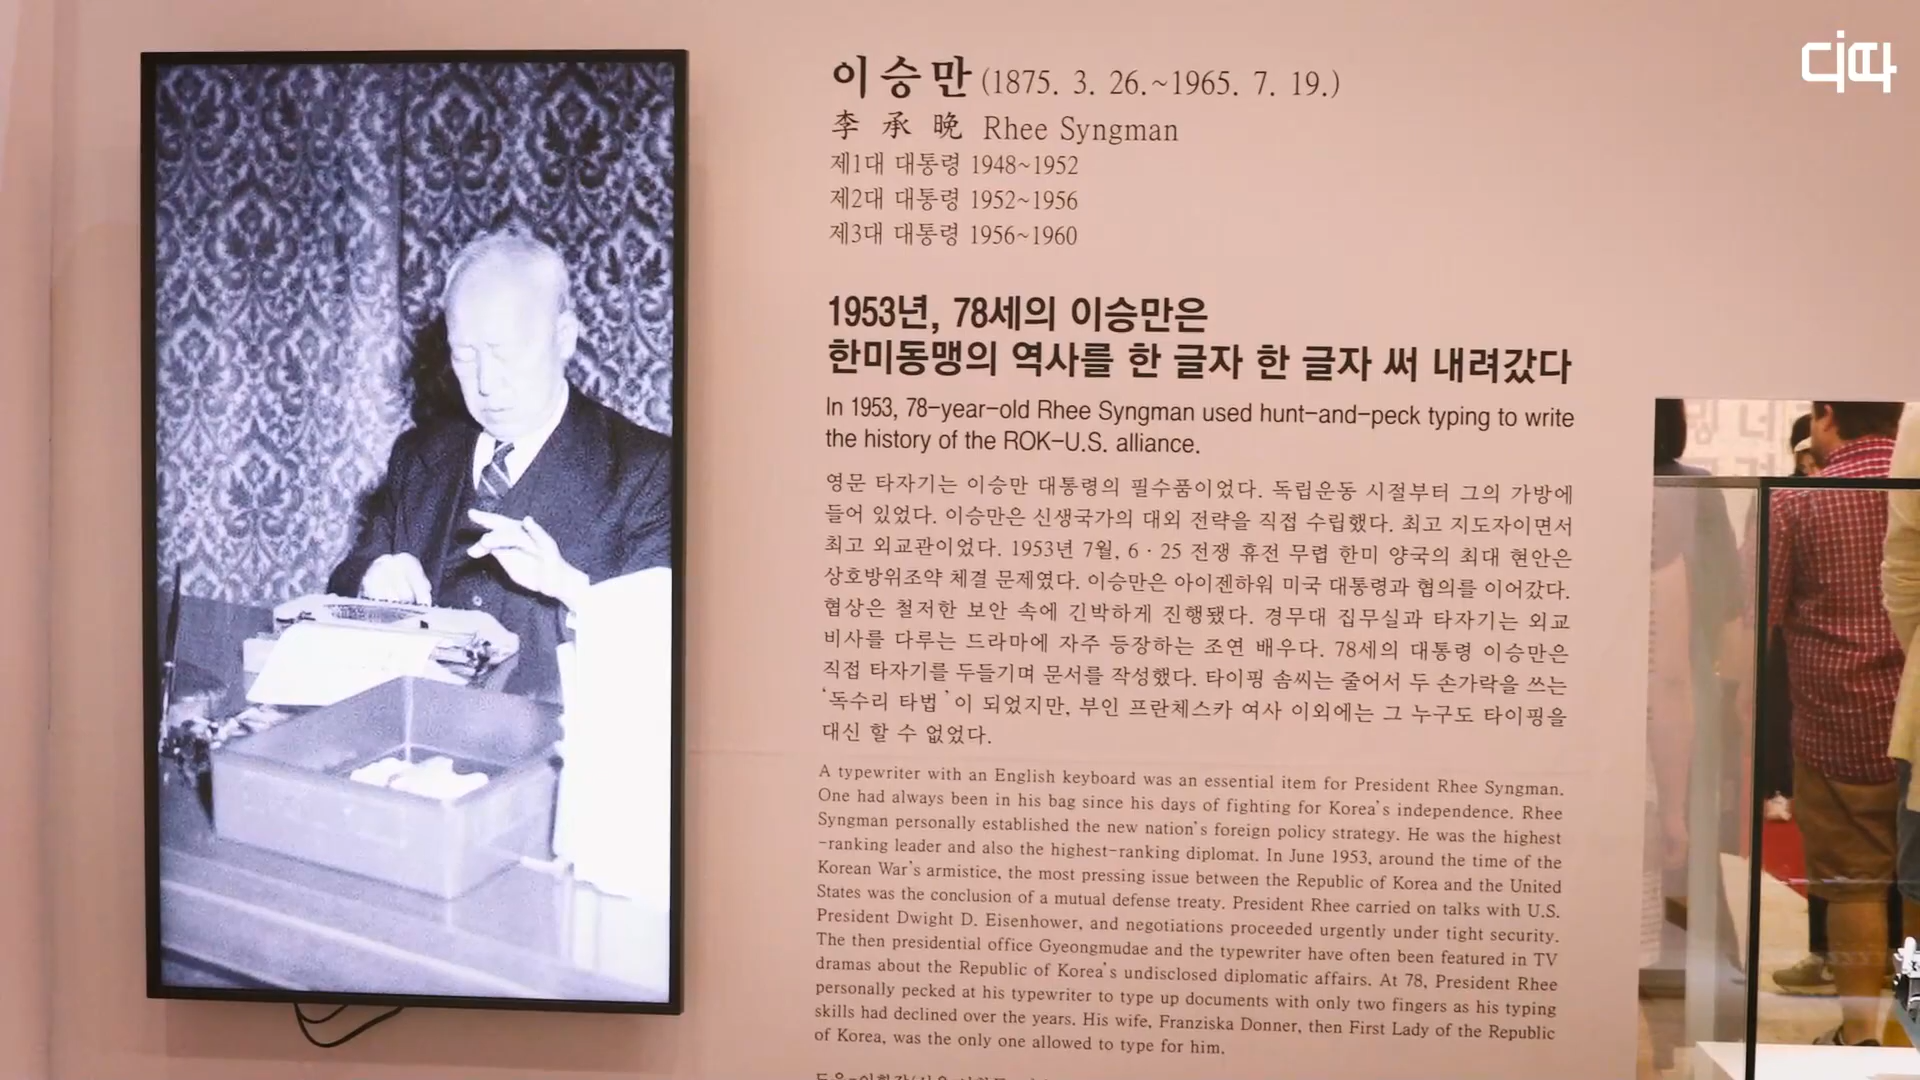 디따
이승만 (1875. 3. 26.~1965. 7. 19.)
李承晩 Rhee Syngman
제1대 대통령 1948~1952
제2대 대통령 1952~1956
제3대 대통령 1956~1960
1953년, 78세의 이승만은
한미동맹의 역사를 한 글자 한 글자 써 내려갔다
In 1953, 78-year-old Rhee Syngman used hunt-and-peck typing to write
the history of the ROK-U.S. alliance.
영문 타자기는 이승만 대통령의 필수품이었다. 독립운동 시절부터 그의 가방에
들어 있었다. 이승만은 신생국가의 대외 전략을 직접 수립했다. 최고 지도자이면서
최고 외교관이었다. 1953년 7월, 6·25 전쟁 휴전 무렵 한미 양국의 최대 현안은
상호방위조약 체결 문제였다. 이승만은 아이젠하워 미국 대통령과 협의를 이어갔다.
협상은 철저한 보안 속에 긴박하게 진행됐다. 경무대 집무실과 타자기는 외교
비사를 다루는 드라마에 자주 등장하는 조연 배우다. 78세의 대통령 이승만은
직접 타자기를 두들기며 문서를 작성했다. 타이핑 솜씨는 줄어서 두 손가락을 쓰는
‘독수리 타법’이 되었지만, 부인 프란체스카 여사 이외에는 그 누구도 타이핑을
대신 할 수 없었다.
A typewriter with an English keyboard was an essential item for President Rhee Syngman.
One had always been in his bag since his days of fighting for Korea's independence. Rhee
Syngman personally established the new nation's foreign policy strategy. He was the highest
-ranking leader and also the highest-ranking diplomat. In June 1953, around the time of the
Korean War's armistice, the most pressing issue between the Republic of Korea and the United
States was the conclusion of a mutual defense treaty. President Rhee carried on talks with U.S.
President Dwight D. Eisenhower, and negotiations proceeded urgently under tight security.
The then presidential office Gyeongmudae and the typewriter have often been featured in TV
dramas about the Republic of Korea's undisclosed diplomatic affairs. At 78, President Rhee
personally pecked at his typewriter to type up documents with only two fingers as his typing
skills had declined over the years. His wife, Franziska Donner, then First Lady of the Republic
of Korea, was the only one allowed to type for him.